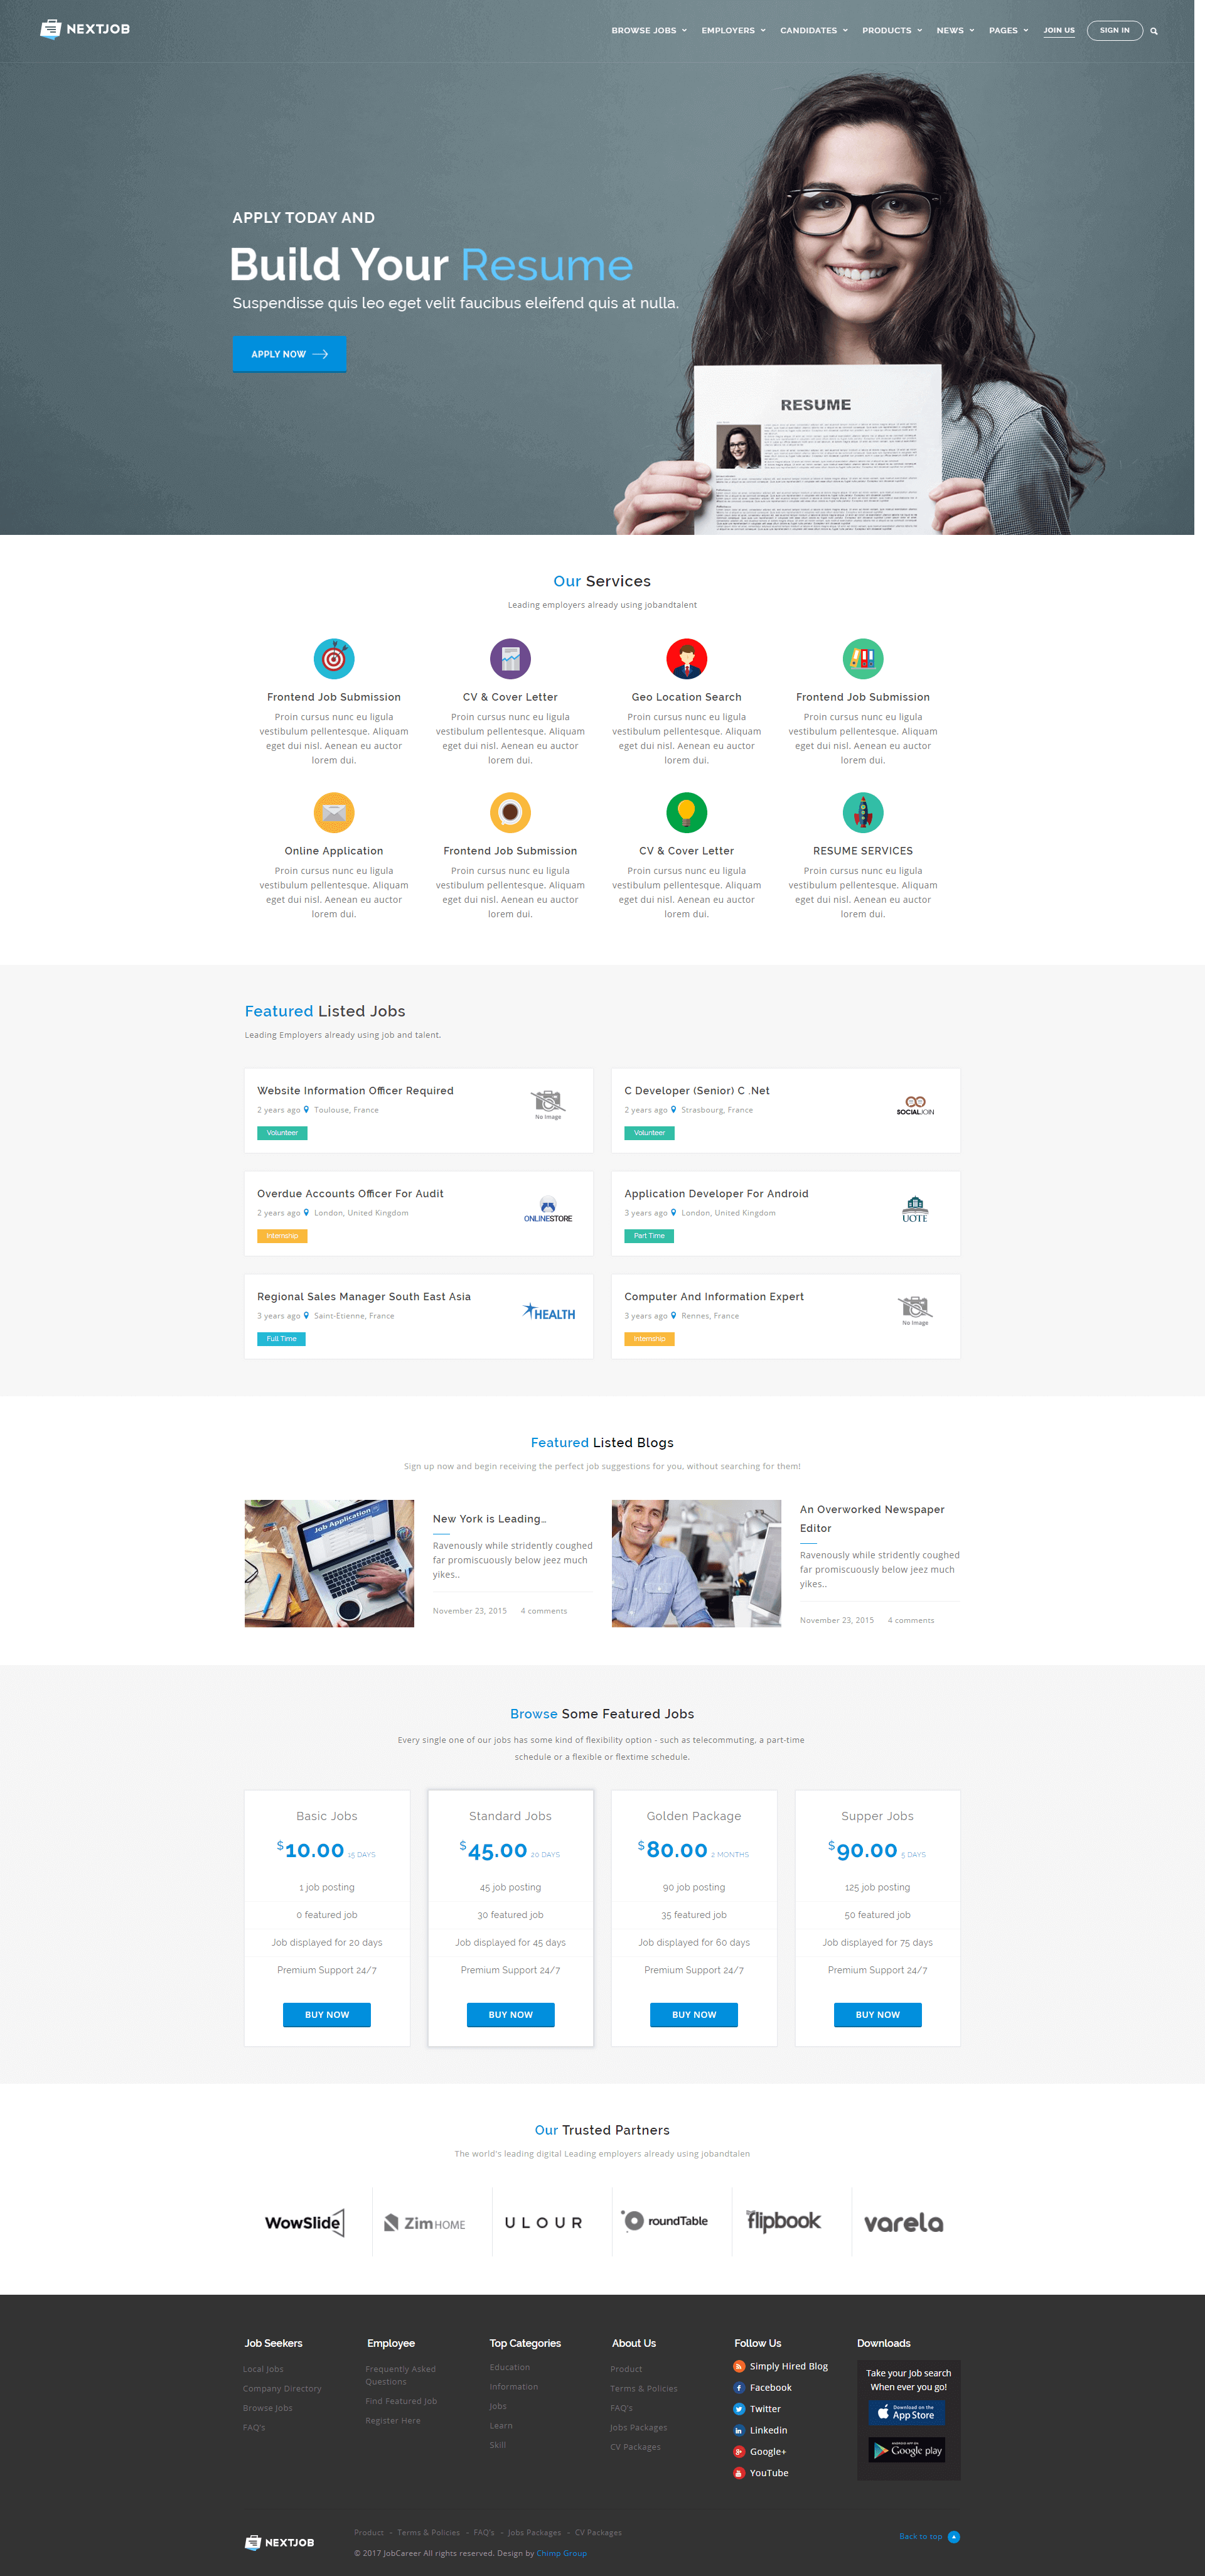 NEXTJOB
BROWSE JOBS EMPLOYERS CANDIDATES PRODUCTS NEWS PAGES JOIN US SIGN IN
APPLY TODAY AND
Build Your Resume
Suspendisse quis leo eget velit faucibus eleifend quis at nulla.
APPLY NOW
RESUME
Our Services
Leading employers already using jobandtalent
Frontend Job Submission
Proin cursus nunc eu ligula
vestibulum pellentesque. Aliquam
eget dui nisl. Aenean eu auctor
lorem dui.
CV & Cover Letter
Proin cursus nunc eu ligula
vestibulum pellentesque. Aliquam
eget dui nisl. Aenean eu auctor
lorem dui.
Geo Location Search
Proin cursus nunc eu ligula
vestibulum pellentesque. Aliquam
eget dui nisl. Aenean eu auctor
lorem dui.
Frontend Job Submission
Proin cursus nunc eu ligula
vestibulum pellentesque. Aliquam
eget dui nisl. Aenean eu auctor
lorem dui.
Online Application
Proin cursus nunc eu ligula
vestibulum pellentesque. Aliquam
eget dui nisl. Aenean eu auctor
lorem dui.
Frontend Job Submission
Proin cursus nunc eu ligula
vestibulum pellentesque. Aliquam
eget dui nisl. Aenean eu auctor
lorem dui.
CV & Cover Letter
Proin cursus nunc eu ligula
vestibulum pellentesque. Aliquam
eget dui nisl. Aenean eu auctor
lorem dui.
RESUME SERVICES
Proin cursus nunc eu ligula
vestibulum pellentesque. Aliquam
eget dui nisl. Aenean eu auctor
lorem dui.
Featured Listed Jobs
Leading Employers already using job and talent.
Website Information Officer Required
2 years ago Toulouse, France
Volunteer
No Image
C Developer (Senior) C .Net
2 years ago Strasbourg, France
Volunteer
SOCIALJOIN
Overdue Accounts Officer For Audit
2 years ago London, United Kingdom
Internship
ONLINESTORE
Application Developer For Android
3 years ago London, United Kingdom
Part Time
UOTE
Regional Sales Manager South East Asia
3 years ago Saint-Etienne, France
Full Time
HEALTH
Computer And Information Expert
3 years ago Rennes, France
Internship
No Image
Featured Listed Blogs
Sign up now and begin receiving the perfect job suggestions for you, without searching for them!
Job Application
New York is Leading...
Ravenously while stridently coughed
far promiscuously below jeez much
yikes..
November 23, 2015 4 comments
An Overworked Newspaper
Editor
Ravenously while stridently coughed
far promiscuously below jeez much
yikes..
November 23, 2015 4 comments
Browse Some Featured Jobs
Every single one of our jobs has some kind of flexibility option - such as telecommuting, a part-time
schedule or a flexible or flextime schedule.
Basic Jobs
$10.00 15 DAYS
1 job posting
0 featured job
Job displayed for 20 days
Premium Support 24/7
BUY NOW
Standard Jobs
$45.00 20 DAYS
45 job posting
30 featured job
Job displayed for 45 days
Premium Support 24/7
BUY NOW
Golden Package
$80.00 2 MONTHS
90 job posting
35 featured job
Job displayed for 60 days
Premium Support 24/7
BUY NOW
Supper Jobs
$90.00 5 DAYS
125 job posting
50 featured job
Job displayed for 75 days
Premium Support 24/7
BUY NOW
Our Trusted Partners
The world's leading digital Leading employers already using jobandtalen
WowSlide
Zim HOME
ULOUR
roundTable
flipbook
varela
Job Seekers
Local Jobs
Company Directory
Browse Jobs
FAQ's
Employee
Frequently Asked
Questions
Find Featured Job
Register Here
Top Categories
Education
Information
Jobs
Learn
Skill
About Us
Product
Terms & Policies
FAQ's
Jobs Packages
CV Packages
Follow Us
Simply Hired Blog
Facebook
Twitter
Linkedin
Google+
YouTube
Downloads
Take your Job search
When ever you go!
Download on the
App Store
ANDROID APP ON
Google play
NEXTJOB
Product - Terms & Policies - FAQ's - Jobs Packages - CV Packages
© 2017 JobCareer All rights reserved. Design by Chimp Group
Back to top